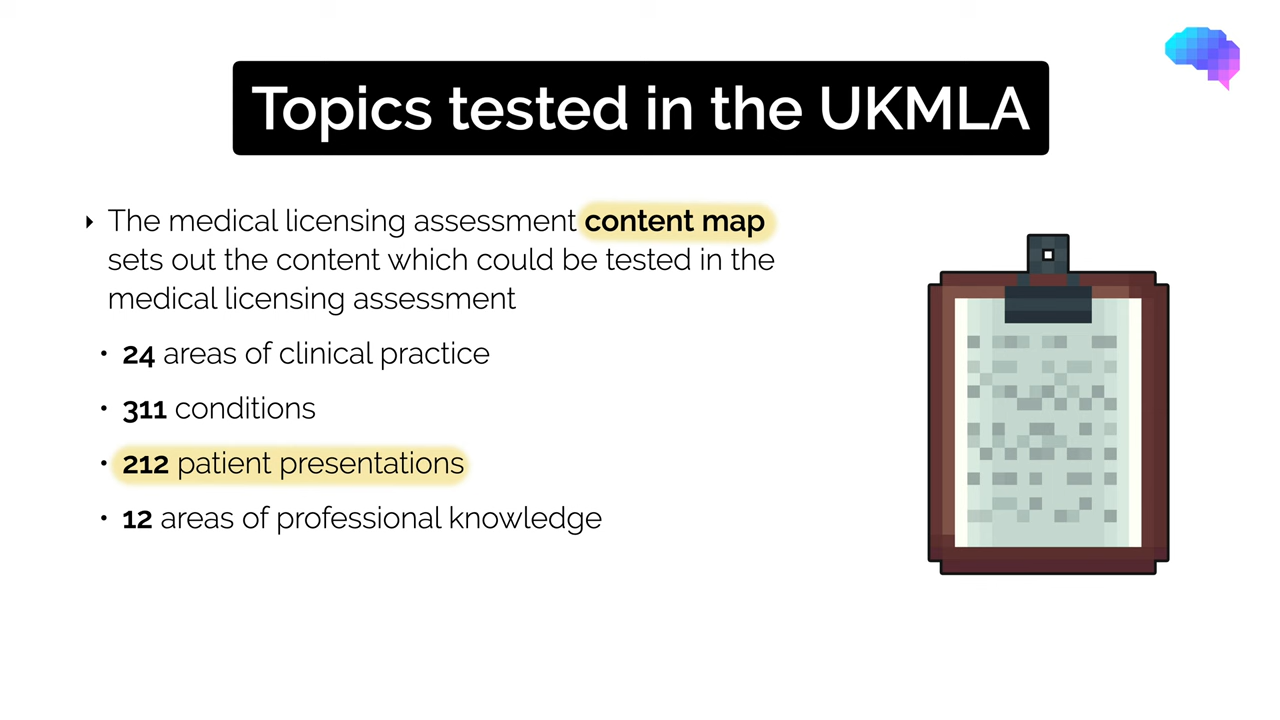 Topics tested in the UKMLA
The medical licensing assessment content map
sets out the content which could be tested in the
medical licensing assessment
24 areas of clinical practice
311 conditions
212 patient presentations
12 areas of professional knowledge